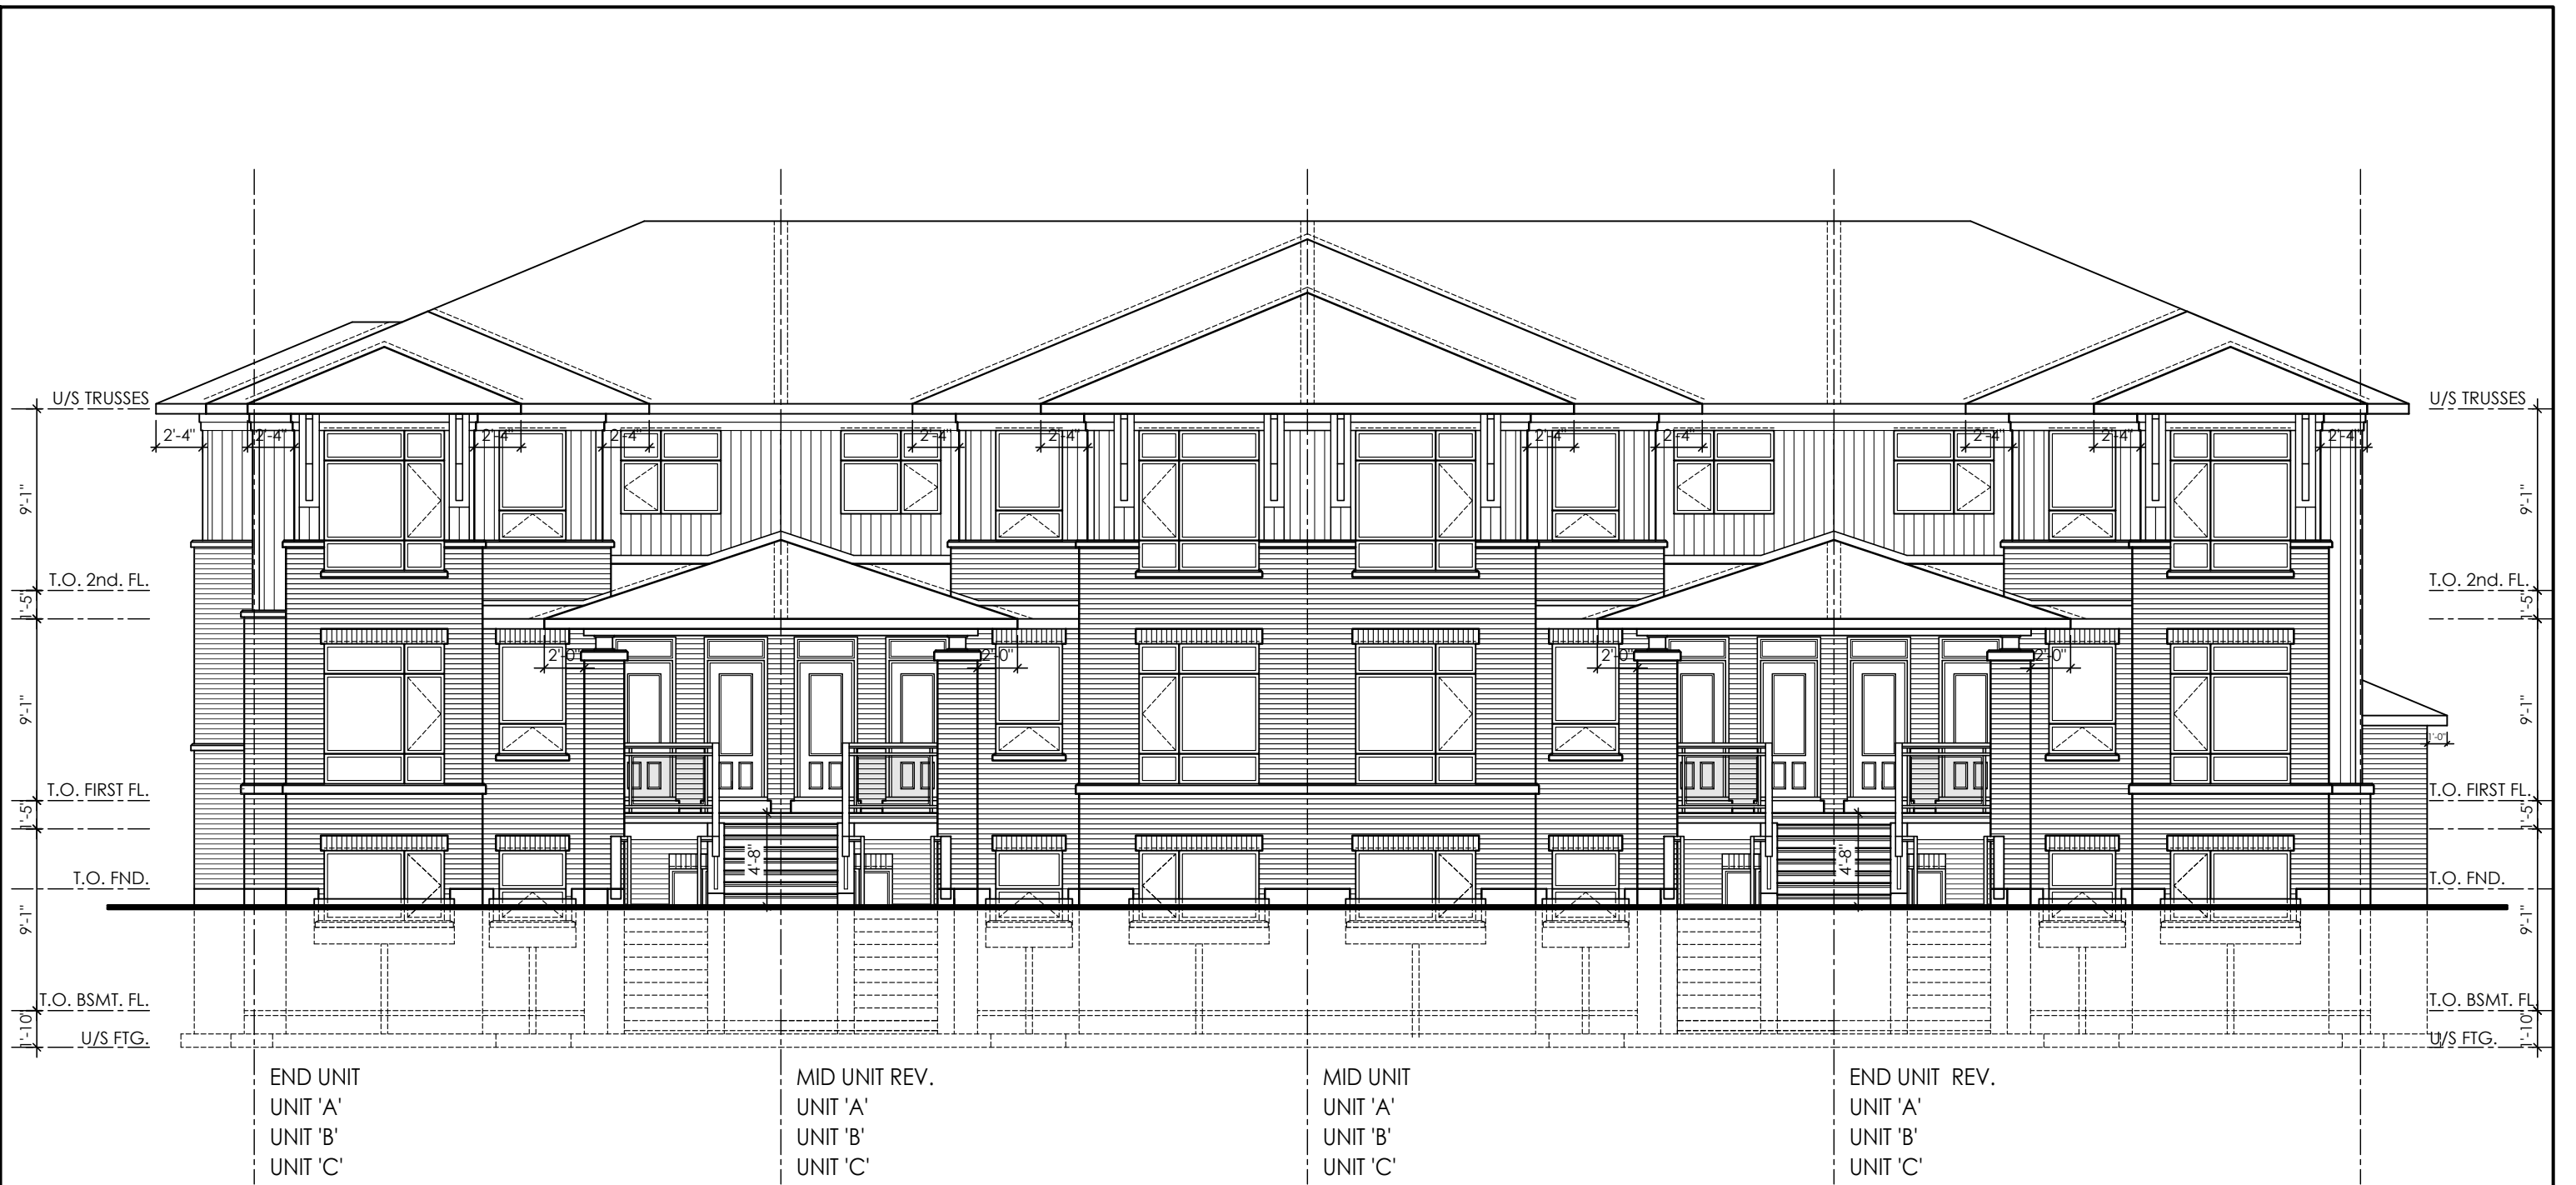 U/S TRUSSES
U/S TRUSSES
2'-4" 2'-4" 2'-4" 2'-4" 2'-4" 2'-4" 2'-4" 2'-4" 2'-4" 2'-4" 2'-4"
9'-1"
9'-1"
T.O. 2nd. FL.
T.O. 2nd. FL.
1'-5"
1'-5"
2'-0" 2'-0" 2'-0" 2'-0"
9'-1"
9'-1"
1'-0"
T.O. FIRST FL.
T.O. FIRST FL.
1'-5"
1'-5"
4'-8" 4'-8"
T.O. FND.
T.O. FND.
9'-1"
9'-1"
T.O. BSMT. FL.
T.O. BSMT. FL
1'-10"
1'-10"
U/S FTG.
U/S FTG.
END UNIT
UNIT 'A'
UNIT 'B'
UNIT 'C'
MID UNIT REV.
UNIT 'A'
UNIT 'B'
UNIT 'C'
MID UNIT
UNIT 'A'
UNIT 'B'
UNIT 'C'
END UNIT REV.
UNIT 'A'
UNIT 'B'
UNIT 'C'